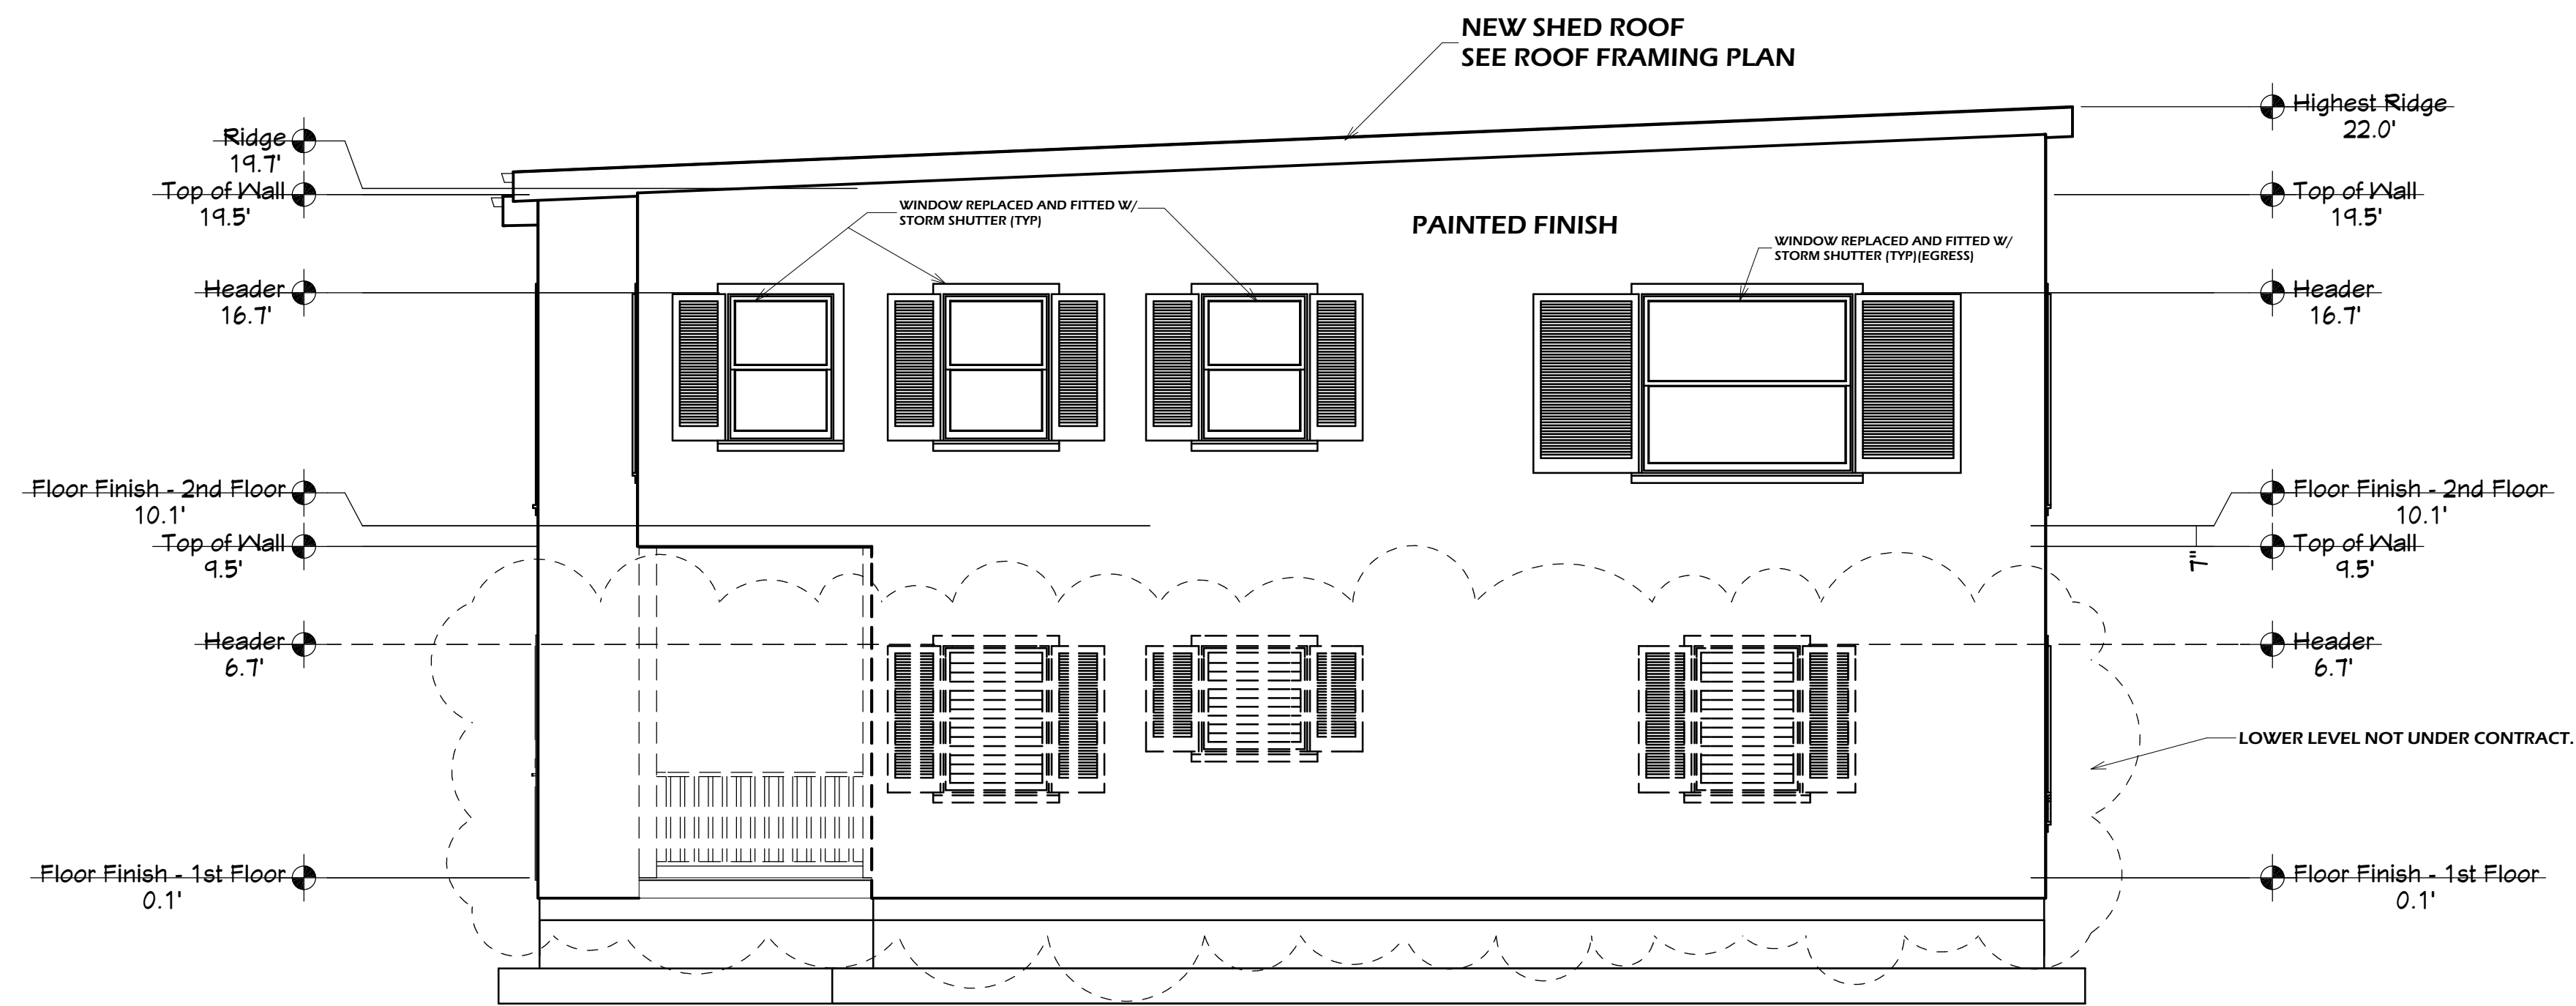 NEW SHED ROOF
SEE ROOF FRAMING PLAN
Highest Ridge
22.0'
Ridge
19.7'
Top of Wall
19.5'
Top of Wall
19.5'
WINDOW REPLACED AND FITTED W/
STORM SHUTTER (TYP)
PAINTED FINISH
WINDOW REPLACED AND FITTED W/
STORM SHUTTER (TYP)(EGRESS)
Header
16.7'
Header
16.7'
Floor Finish - 2nd Floor
10.1'
Floor Finish - 2nd Floor
10.1'
Top of Wall
9.5'
7"
Top of Wall
9.5'
Header
6.7'
Header
6.7'
LOWER LEVEL NOT UNDER CONTRACT.
Floor Finish - 1st Floor
0.1'
Floor Finish - 1st Floor
0.1'